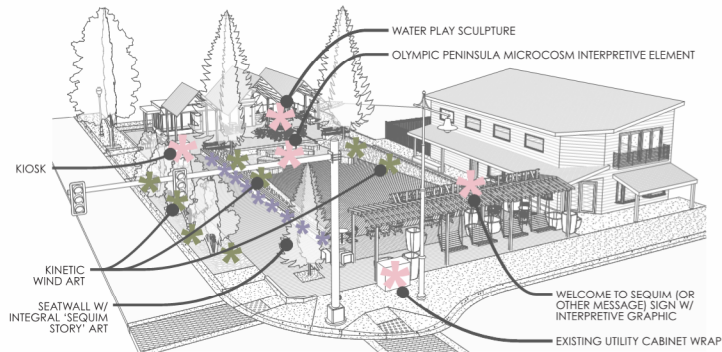 WATER PLAY SCULPTURE
OLYMPIC PENINSULA MICROCOSM INTERPRETIVE ELEMENT
KIOSK
KINETIC
WIND ART
SEATWALL W/
INTEGRAL ‘SEQUIM
STORY’ ART
WELCOME TO SEQUIM (OR
OTHER MESSAGE) SIGN W/
INTERPRETIVE GRAPHIC
EXISTING UTILITY CABINET WRAP